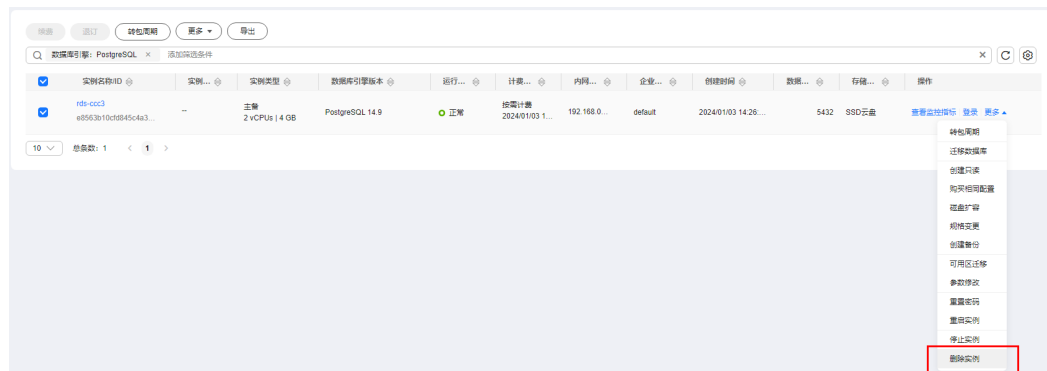 续费 退订 转包周期 更多 导出
数据库引擎: PostgreSQL × 添加筛选条件
实例名称/ID 实例... 实例类型 数据库引擎版本 运行... 计费... 内网... 企业... 创建时间 数据... 存储... 操作
rds-ccc3 -- 主备 PostgreSQL 14.9 正常 按需计费 192.168.0... default 2024/01/03 14:26:... 5432 SSD云盘 查看监控指标 登录 更多
e8563b10cfd845c4a3... 2 vCPUs | 4 GB 2024/01/03 1...
10 总条数: 1 < 1 >
转包周期
迁移数据库
创建只读
购买相同配置
磁盘扩容
规格变更
创建备份
可用区迁移
参数修改
重置密码
重启实例
停止实例
删除实例